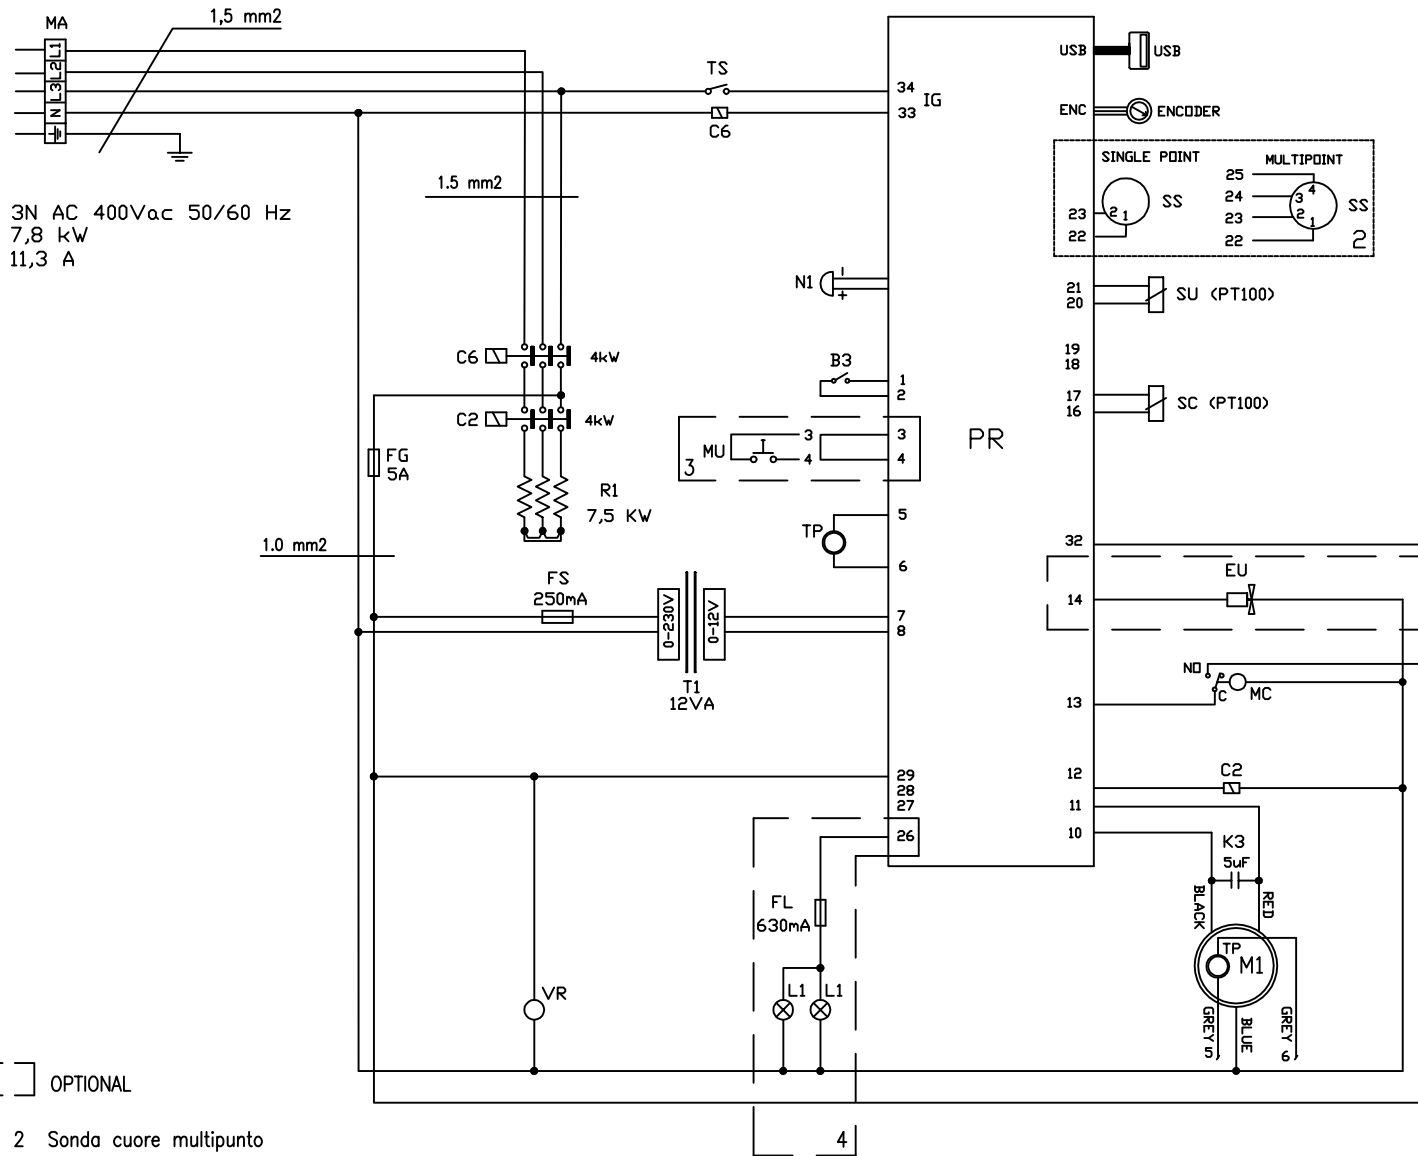 MA
1,5 mm2
L1
L2
L3
N
3N AC 400Vac 50/60 Hz
7,8 kW
11,3 A
1.5 mm2
TS
C6
34
33
IG
USB
USB
ENC
ENCODER
SINGLE POINT
MULTIPOINT
23
22
2
1
SS
25
24
23
22
4
3
2
1
SS
2
N1
-
+
21
20
SU (PT100)
19
18
17
16
SC (PT100)
C6
4kW
C2
4kW
B3
1
2
MU
3
3
4
3
4
PR
FG
5A
R1
7,5 KW
TP
5
6
1.0 mm2
FS
250mA
0-230V
0-12V
T1
12VA
7
8
32
14
EU
NO
C
MC
13
12
C2
11
10
K3
5uF
BLACK
RED
TP
M1
GREY 5
BLUE
GREY 6
29
28
27
26
FL
630mA
L1
L1
VR
4
OPTIONAL
2 Sonda cuore multipunto